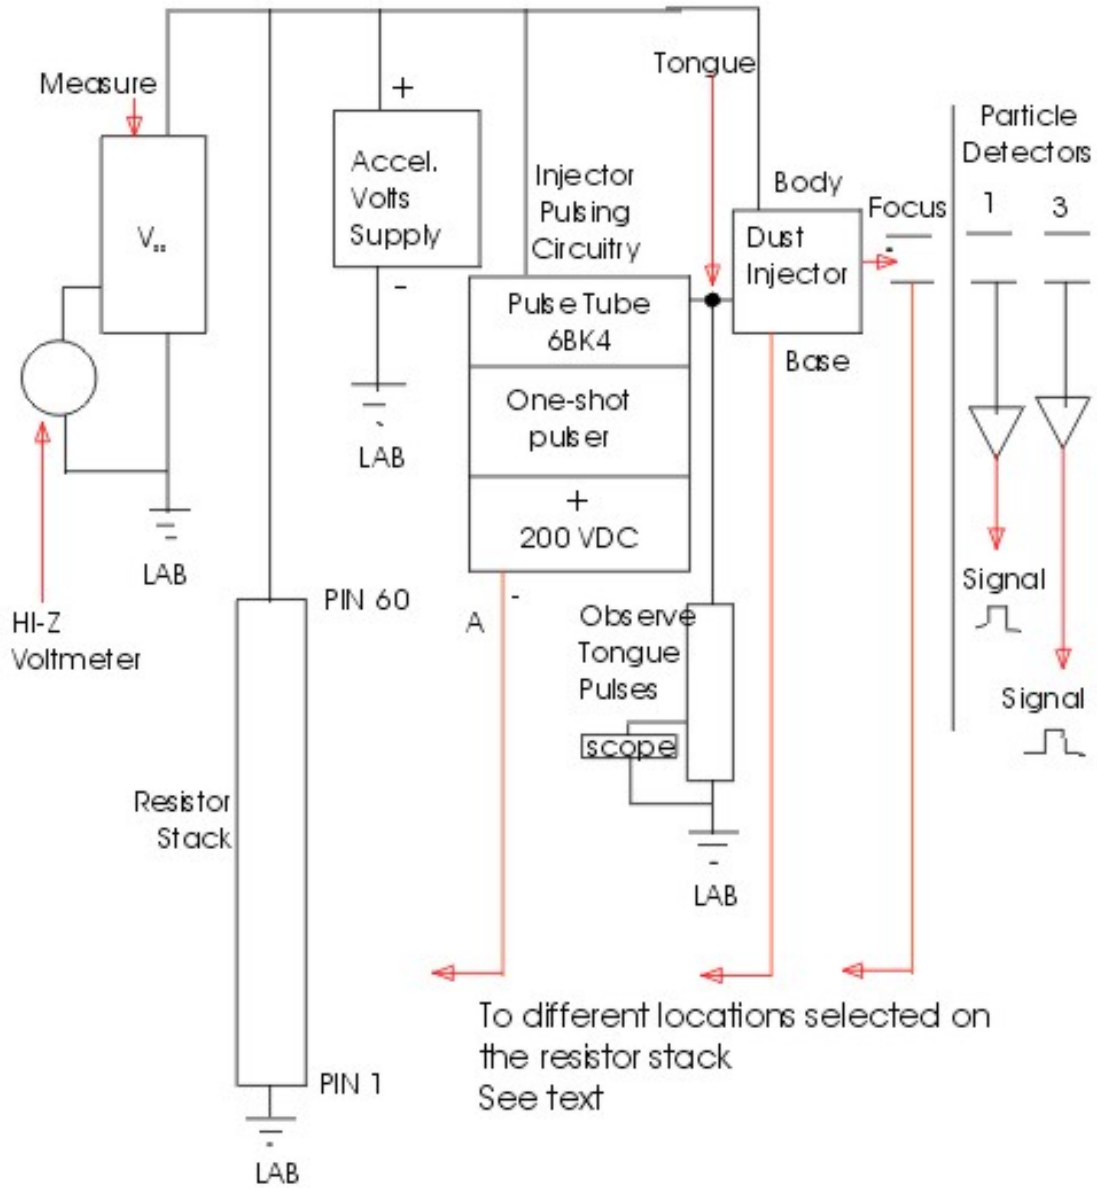 Measure
V
HI-Z
Voltmeter
LAB
Resistor
Stack
PIN 60
PIN 1
LAB
+
Accel.
Volts
Supply
-
LAB
Injector
Pulsing
Circuitry
Pulse Tube
6BK4
One-shot
pulser
+
200 VDC
A
-
Tongue
Body
Dust
Injector
Base
Focus
-
Observe
Tongue
Pulses
scope
LAB
Particle
Detectors
1
3
Signal
Signal
To different locations selected on
the resistor stack
See text